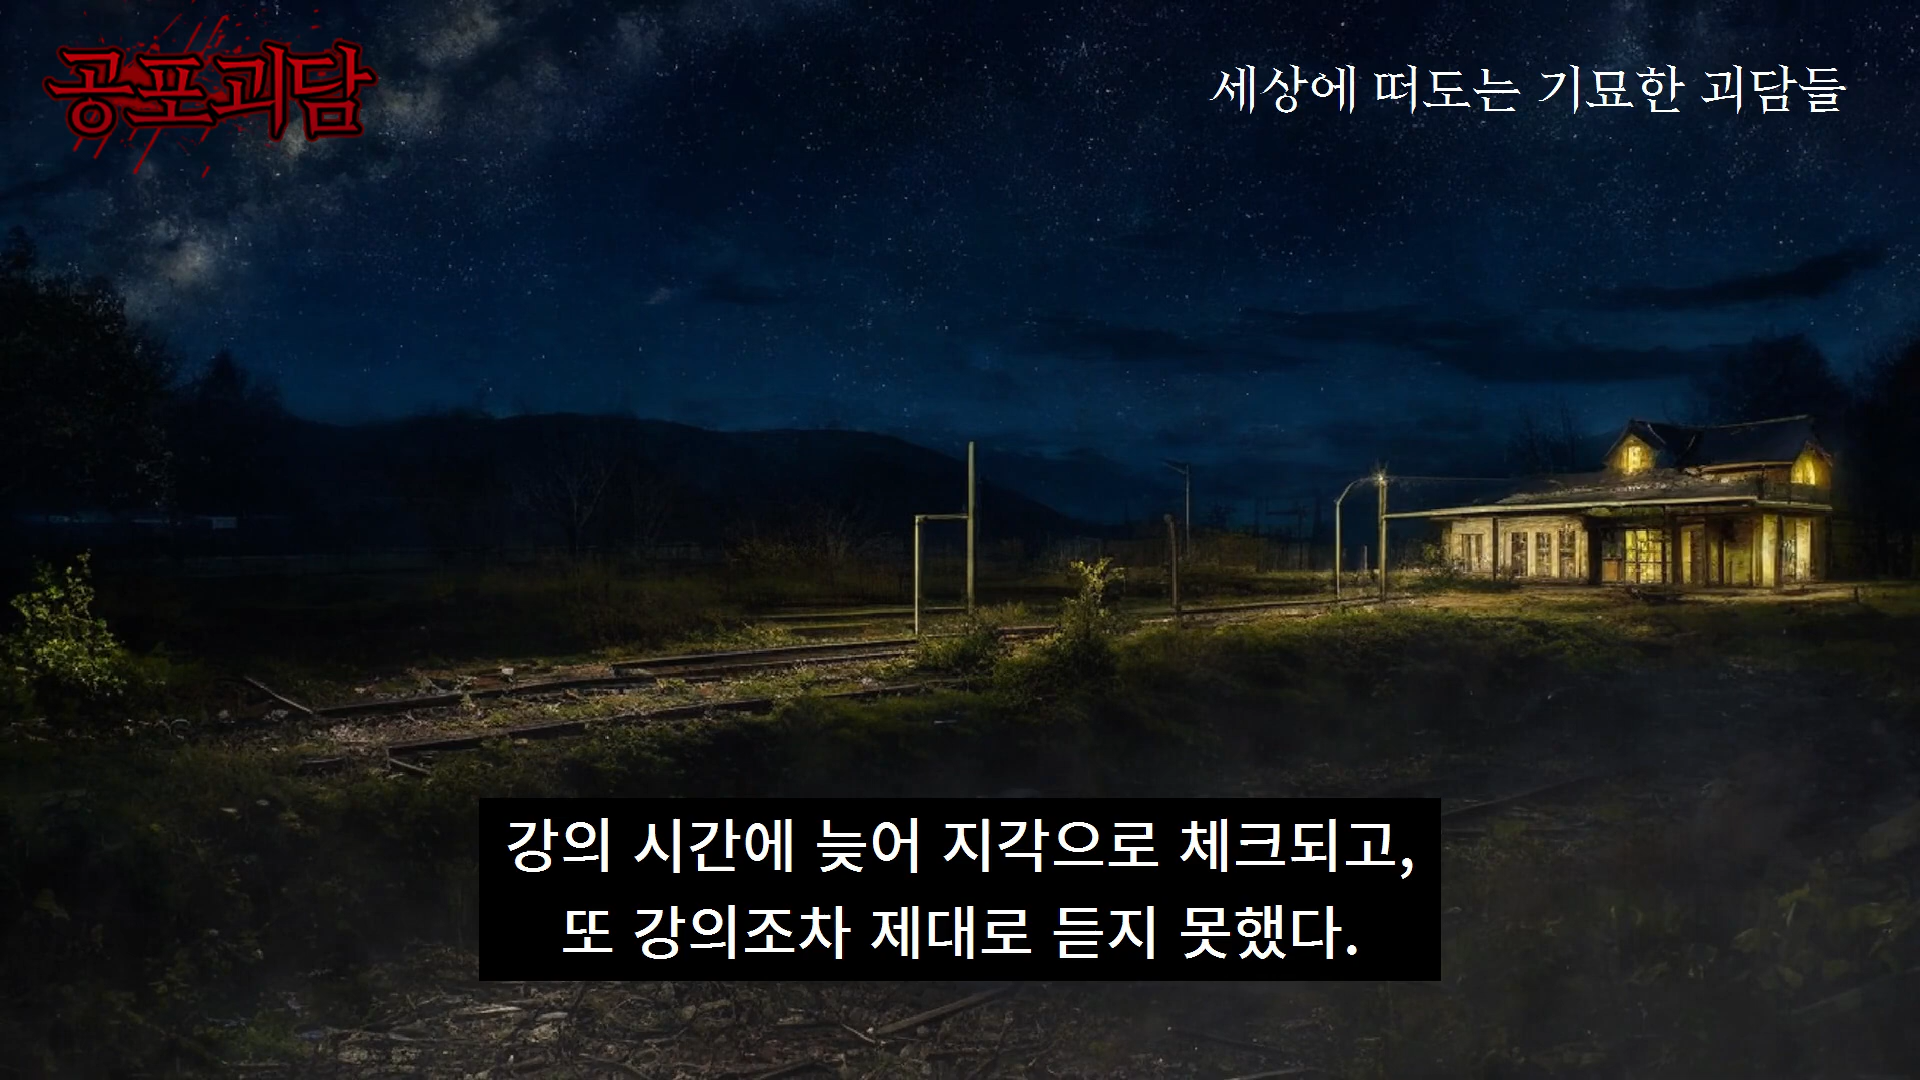 공포괴담
세상에 떠도는 기묘한 괴담들
강의 시간에 늦어 지각으로 체크되고,
또 강의조차 제대로 듣지 못했다.